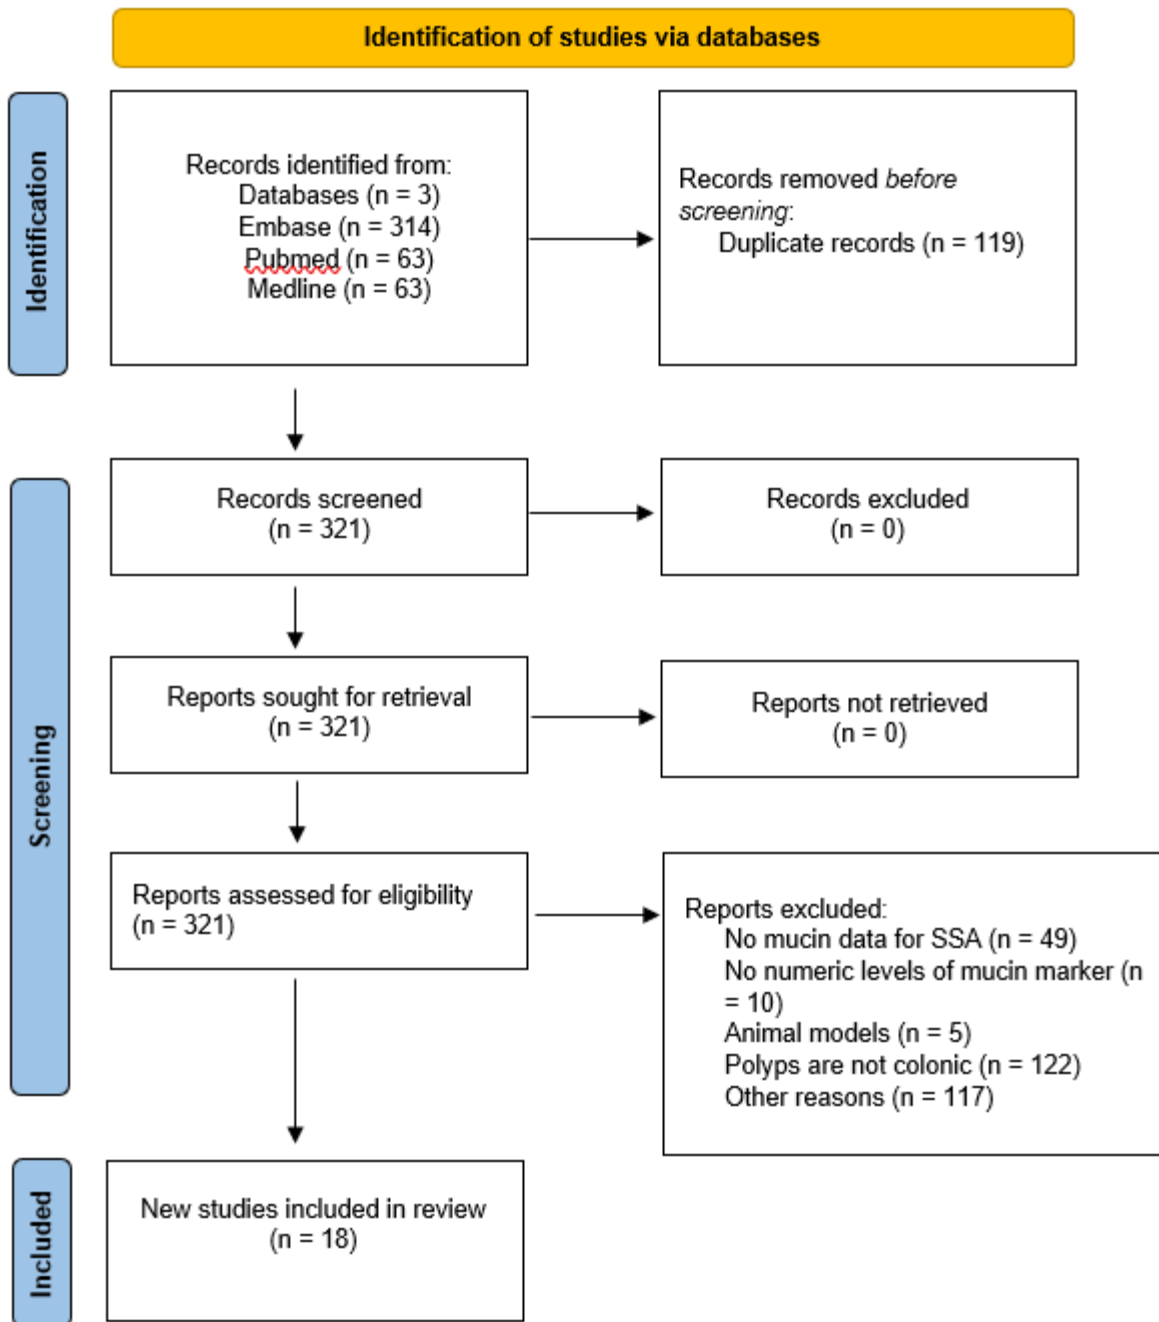 Identification of studies via databases
Identification
Records identified from:
Databases (n = 3)
Embase (n = 314)
Pubmed (n = 63)
Medline (n = 63)
Records removed before
screening:
Duplicate records (n = 119)
Screening
Records screened
(n = 321)
Records excluded
(n = 0)
Reports sought for retrieval
(n = 321)
Reports not retrieved
(n = 0)
Reports assessed for eligibility
(n = 321)
Reports excluded:
No mucin data for SSA (n = 49)
No numeric levels of mucin marker (n
= 10)
Animal models (n = 5)
Polyps are not colonic (n = 122)
Other reasons (n = 117)
Included
New studies included in review
(n = 18)